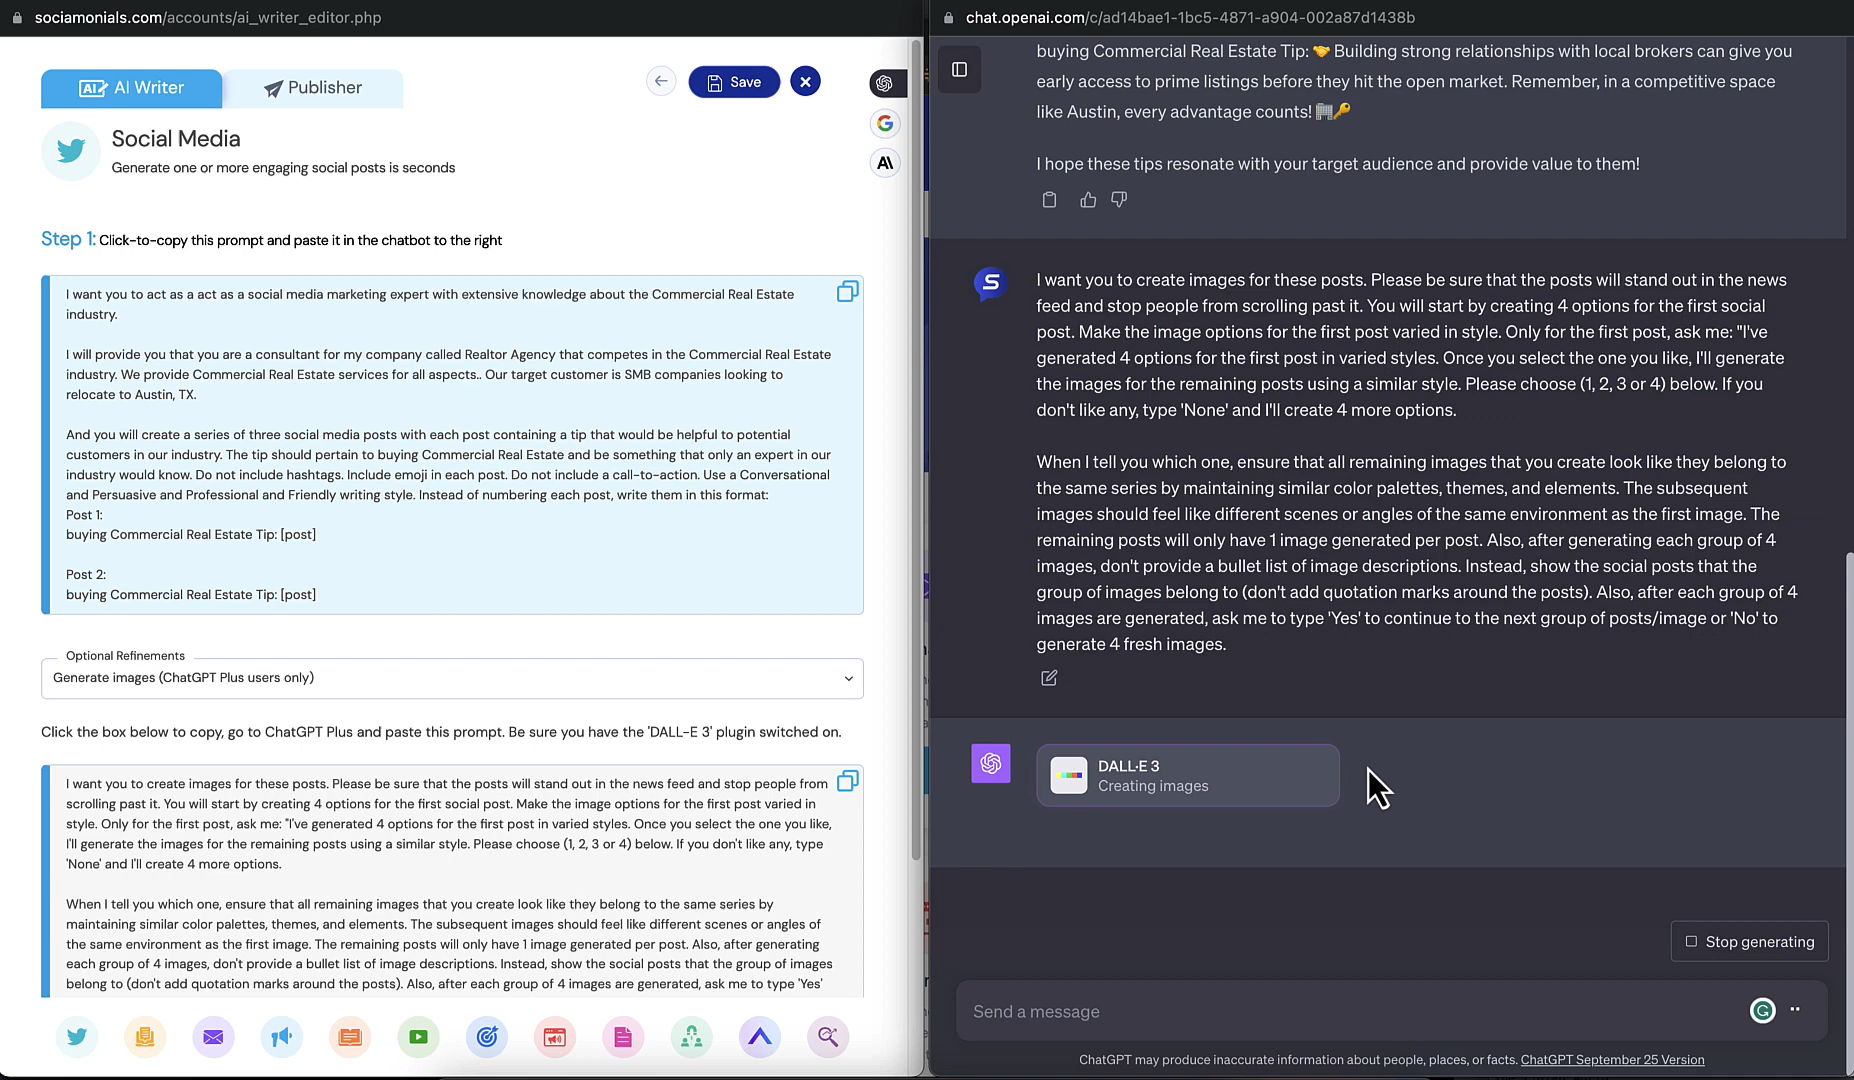 sociamonials.com/accounts/ai_writer_editor.php
AI Writer
Publisher
Save
Social Media
Generate one or more engaging social posts is seconds
Step 1: Click-to-copy this prompt and paste it in the chatbot to the right
I want you to act as a act as a social media marketing expert with extensive knowledge about the Commercial Real Estate
industry.
I will provide you that you are a consultant for my company called Realtor Agency that competes in the Commercial Real Estate
industry. We provide Commercial Real Estate services for all aspects.. Our target customer is SMB companies looking to
relocate to Austin, TX.
And you will create a series of three social media posts with each post containing a tip that would be helpful to potential
customers in our industry. The tip should pertain to buying Commercial Real Estate and be something that only an expert in our
industry would know. Do not include hashtags. Include emoji in each post. Do not include a call-to-action. Use a Conversational
and Persuasive and Professional and Friendly writing style. Instead of numbering each post, write them in this format:
Post 1:
buying Commercial Real Estate Tip: [post]
Post 2:
buying Commercial Real Estate Tip: [post]
Optional Refinements
Generate images (ChatGPT Plus users only)
Click the box below to copy, go to ChatGPT Plus and paste this prompt. Be sure you have the 'DALL-E 3' plugin switched on.
I want you to create images for these posts. Please be sure that the posts will stand out in the news feed and stop people from
scrolling past it. You will start by creating 4 options for the first social post. Make the image options for the first post varied in
style. Only for the first post, ask me: "I've generated 4 options for the first post in varied styles. Once you select the one you like,
I'll generate the images for the remaining posts using a similar style. Please choose (1, 2, 3 or 4) below. If you don't like any, type
'None' and I'll create 4 more options.
When I tell you which one, ensure that all remaining images that you create look like they belong to the same series by
maintaining similar color palettes, themes, and elements. The subsequent images should feel like different scenes or angles of
the same environment as the first image. The remaining posts will only have 1 image generated per post. Also, after generating
each group of 4 images, don't provide a bullet list of image descriptions. Instead, show the social posts that the group of images
belong to (don't add quotation marks around the posts). Also, after each group of 4 images are generated, ask me to type 'Yes'
chat.openai.com/c/ad14bae1-1bc5-4871-a904-002a87d1438b
buying Commercial Real Estate Tip: 🤝 Building strong relationships with local brokers can give you
early access to prime listings before they hit the open market. Remember, in a competitive space
like Austin, every advantage counts! 🏢🔑
I hope these tips resonate with your target audience and provide value to them!
S
I want you to create images for these posts. Please be sure that the posts will stand out in the news
feed and stop people from scrolling past it. You will start by creating 4 options for the first social
post. Make the image options for the first post varied in style. Only for the first post, ask me: "I've
generated 4 options for the first post in varied styles. Once you select the one you like, I'll generate
the images for the remaining posts using a similar style. Please choose (1, 2, 3 or 4) below. If you
don't like any, type 'None' and I'll create 4 more options.
When I tell you which one, ensure that all remaining images that you create look like they belong to
the same series by maintaining similar color palettes, themes, and elements. The subsequent
images should feel like different scenes or angles of the same environment as the first image. The
remaining posts will only have 1 image generated per post. Also, after generating each group of 4
images, don't provide a bullet list of image descriptions. Instead, show the social posts that the
group of images belong to (don't add quotation marks around the posts). Also, after each group of 4
images are generated, ask me to type 'Yes' to continue to the next group of posts/image or 'No' to
generate 4 fresh images.
DALL·E 3
Creating images
Stop generating
Send a message
ChatGPT may produce inaccurate information about people, places, or facts. ChatGPT September 25 Version